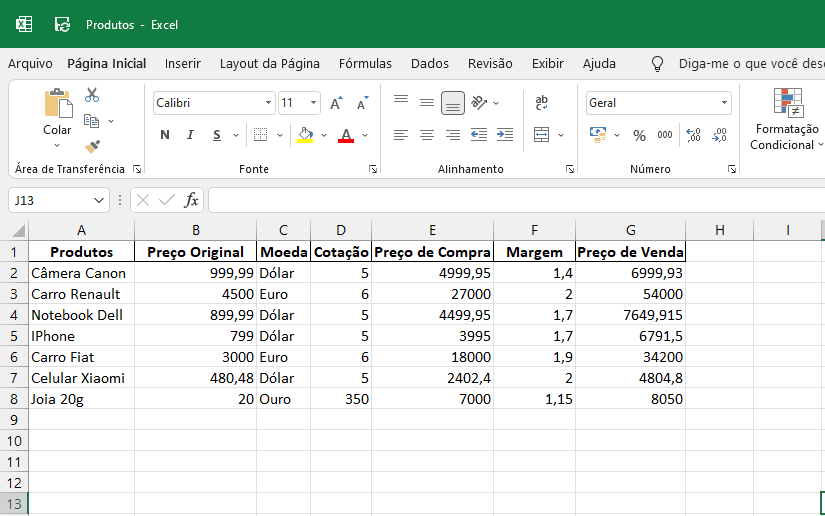 Produtos - Excel
Arquivo Página Inicial Inserir Layout da Página Fórmulas Dados Revisão Exibir Ajuda Diga-me o que você des
Colar
Calibri 11
N I S A
ab c
Geral
% 000
Formatação
Condicional
Área de Transferência Fonte Alinhamento Número
J13 fx
A B C D E F G H I
1 Produtos Preço Original Moeda Cotação Preço de Compra Margem Preço de Venda
2 Câmera Canon 999,99 Dólar 5 4999,95 1,4 6999,93
3 Carro Renault 4500 Euro 6 27000 2 54000
4 Notebook Dell 899,99 Dólar 5 4499,95 1,7 7649,915
5 IPhone 799 Dólar 5 3995 1,7 6791,5
6 Carro Fiat 3000 Euro 6 18000 1,9 34200
7 Celular Xiaomi 480,48 Dólar 5 2402,4 2 4804,8
8 Joia 20g 20 Ouro 350 7000 1,15 8050
9
10
11
12
13